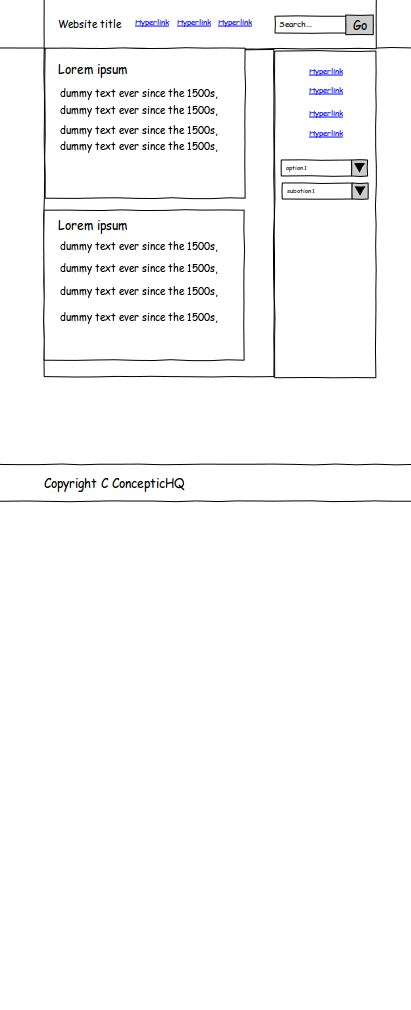 Website title Hyperlink Hyperlink Hyperlink Search... Go
Lorem ipsum
dummy text ever since the 1500s,
dummy text ever since the 1500s,
dummy text ever since the 1500s,
dummy text ever since the 1500s,
Lorem ipsum
dummy text ever since the 1500s,
dummy text ever since the 1500s,
dummy text ever since the 1500s,
dummy text ever since the 1500s,
Hyperlink
Hyperlink
Hyperlink
Hyperlink
option1
subotion1
Copyright C ConcepticHQ